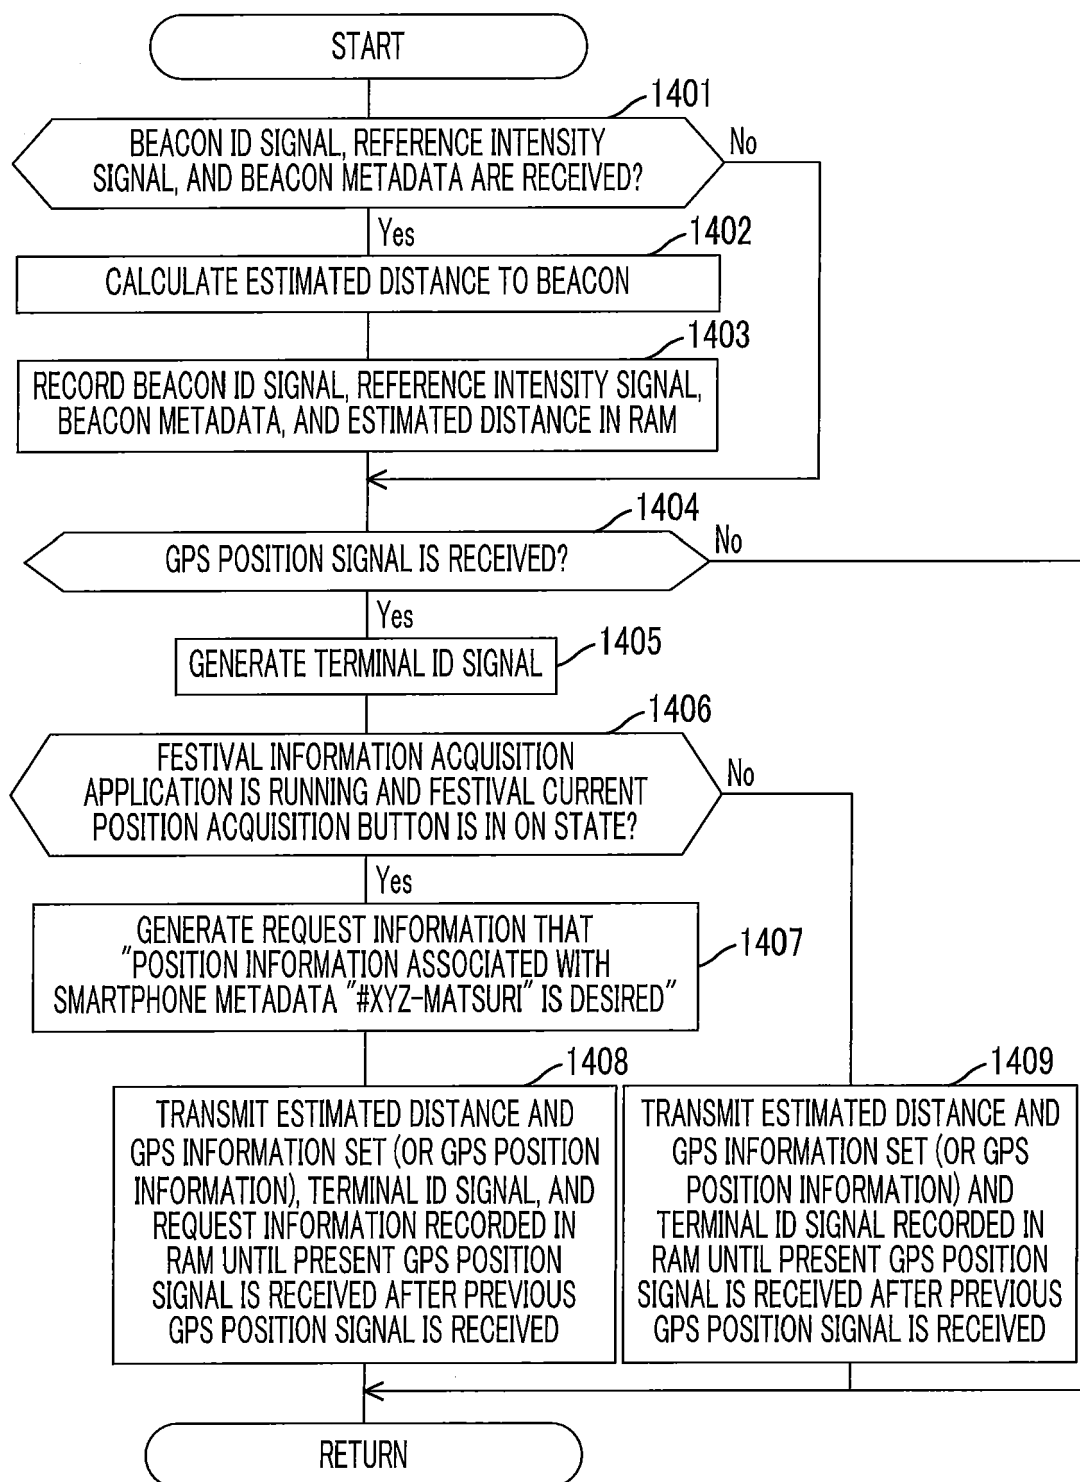 START
1401
BEACON ID SIGNAL, REFERENCE INTENSITY
SIGNAL, AND BEACON METADATA ARE RECEIVED?
No
Yes
1402
CALCULATE ESTIMATED DISTANCE TO BEACON
1403
RECORD BEACON ID SIGNAL, REFERENCE INTENSITY SIGNAL,
BEACON METADATA, AND ESTIMATED DISTANCE IN RAM
1404
GPS POSITION SIGNAL IS RECEIVED?
No
Yes
1405
GENERATE TERMINAL ID SIGNAL
1406
FESTIVAL INFORMATION ACQUISITION
APPLICATION IS RUNNING AND FESTIVAL CURRENT
POSITION ACQUISITION BUTTON IS IN ON STATE?
No
Yes
GENERATE REQUEST INFORMATION THAT
"POSITION INFORMATION ASSOCIATED WITH
SMARTPHONE METADATA "#XYZ-MATSURI" IS DESIRED"
1407
1408
TRANSMIT ESTIMATED DISTANCE AND
GPS INFORMATION SET (OR GPS POSITION
INFORMATION), TERMINAL ID SIGNAL, AND
REQUEST INFORMATION RECORDED IN
RAM UNTIL PRESENT GPS POSITION
SIGNAL IS RECEIVED AFTER PREVIOUS
GPS POSITION SIGNAL IS RECEIVED
1409
TRANSMIT ESTIMATED DISTANCE AND
GPS INFORMATION SET (OR GPS
POSITION INFORMATION) AND
TERMINAL ID SIGNAL RECORDED IN
RAM UNTIL PRESENT GPS POSITION
SIGNAL IS RECEIVED AFTER PREVIOUS
GPS POSITION SIGNAL IS RECEIVED
RETURN